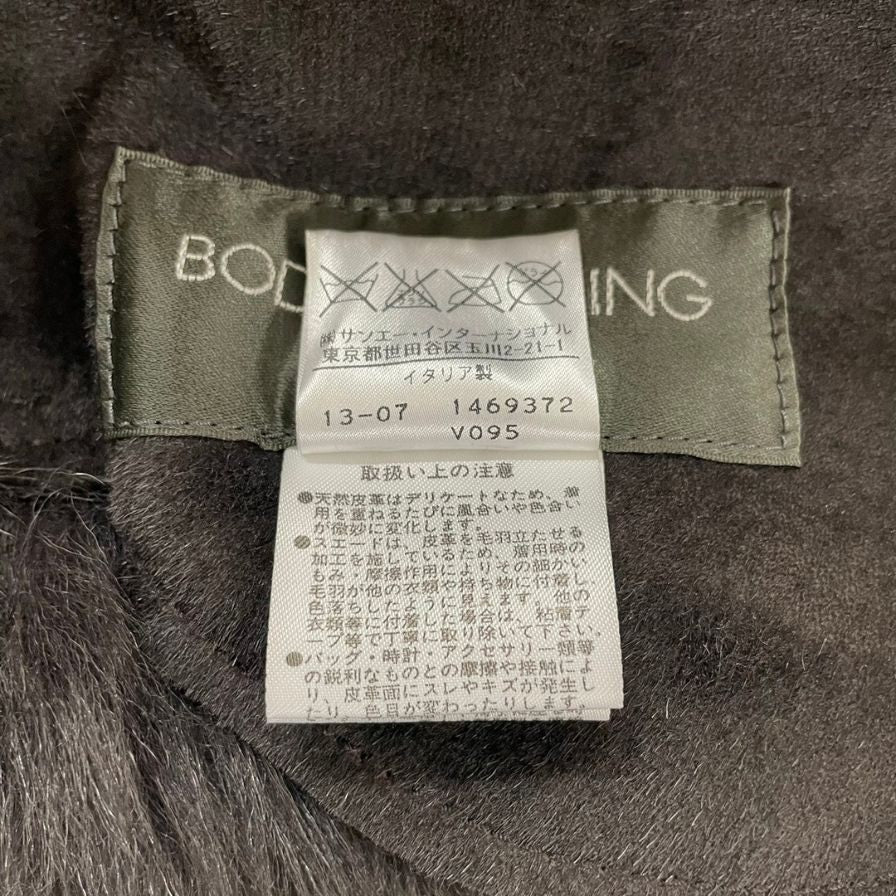 BOD ING
㈱サンエー・インターナショナル
東京都世田谷区玉川2-21-1
イタリア製
13-07 1469372
V095
取扱い上の注意
●天然皮革はデリケートなため、着
用を重ねるたびに風合いや色合い
が微妙に変化します。
●スエードは、皮革を毛羽立たせる
加工を施しているため、着用時の
もみ・摩擦作用によりその細かい
毛羽が他の衣類や持ち物に付着し、
色落ちしたように見えます。他の
衣類等に付着した場合は、粘着テ
ープ等で丁寧に取り除いて下さい。
●バッグ・時計・アクセサリー類等
の鋭利なものとの摩擦や接触によ
り、皮革面にスレやキズが発生し
たり、色目が変わったりします。